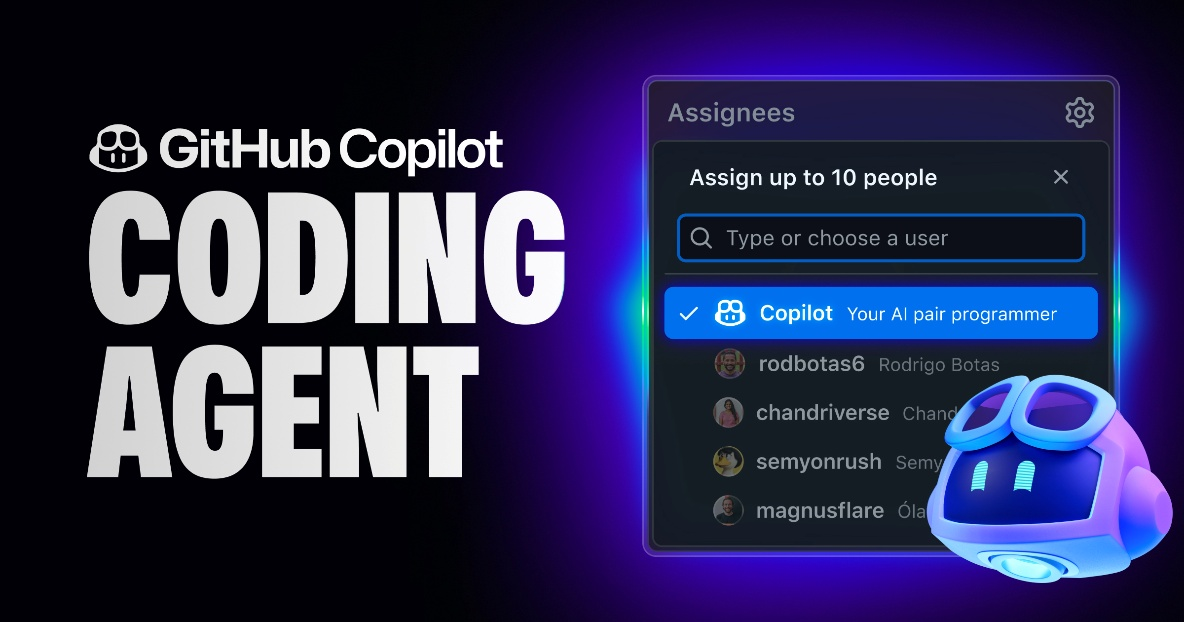 GitHub Copilot
CODING
AGENT
Assignees
Assign up to 10 people
Type or choose a user
Copilot Your AI pair programmer
rodbotas6 Rodrigo Botas
chandriverse
semyonrush
magnusflare